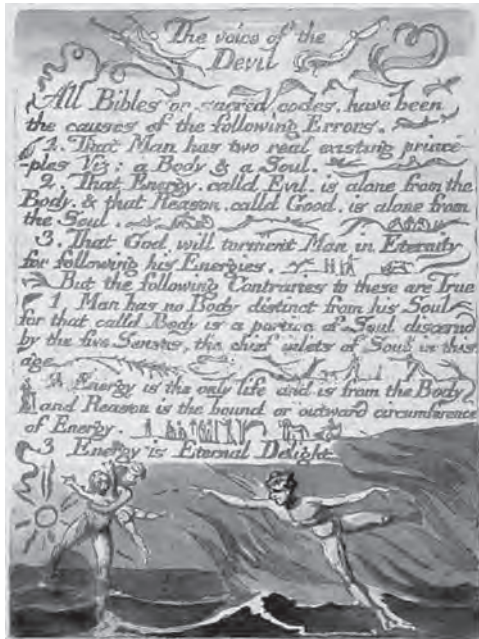 The voice of the
Devil
All Bibles or sacred codes. have been
the causes of the following Errors.
1. That Man has two real existing princi-
-ples Viz: a Body & a Soul.
2. That Energy. calld Evil. is alone from the
Body. & that Reason. calld Good. is alone from
the Soul.
3. That God will torment Man in Eternity
for following his Energies.
But the following Contraries to these are True
1 Man has no Body distinct from his Soul
for that calld Body is a portion of Soul discernd
by the five Senses, the chief inlets of Soul in this
age
2 Energy is the only life and is from the Body
and Reason is the bound or outward circumference
of Energy.
3 Energy is Eternal Delight